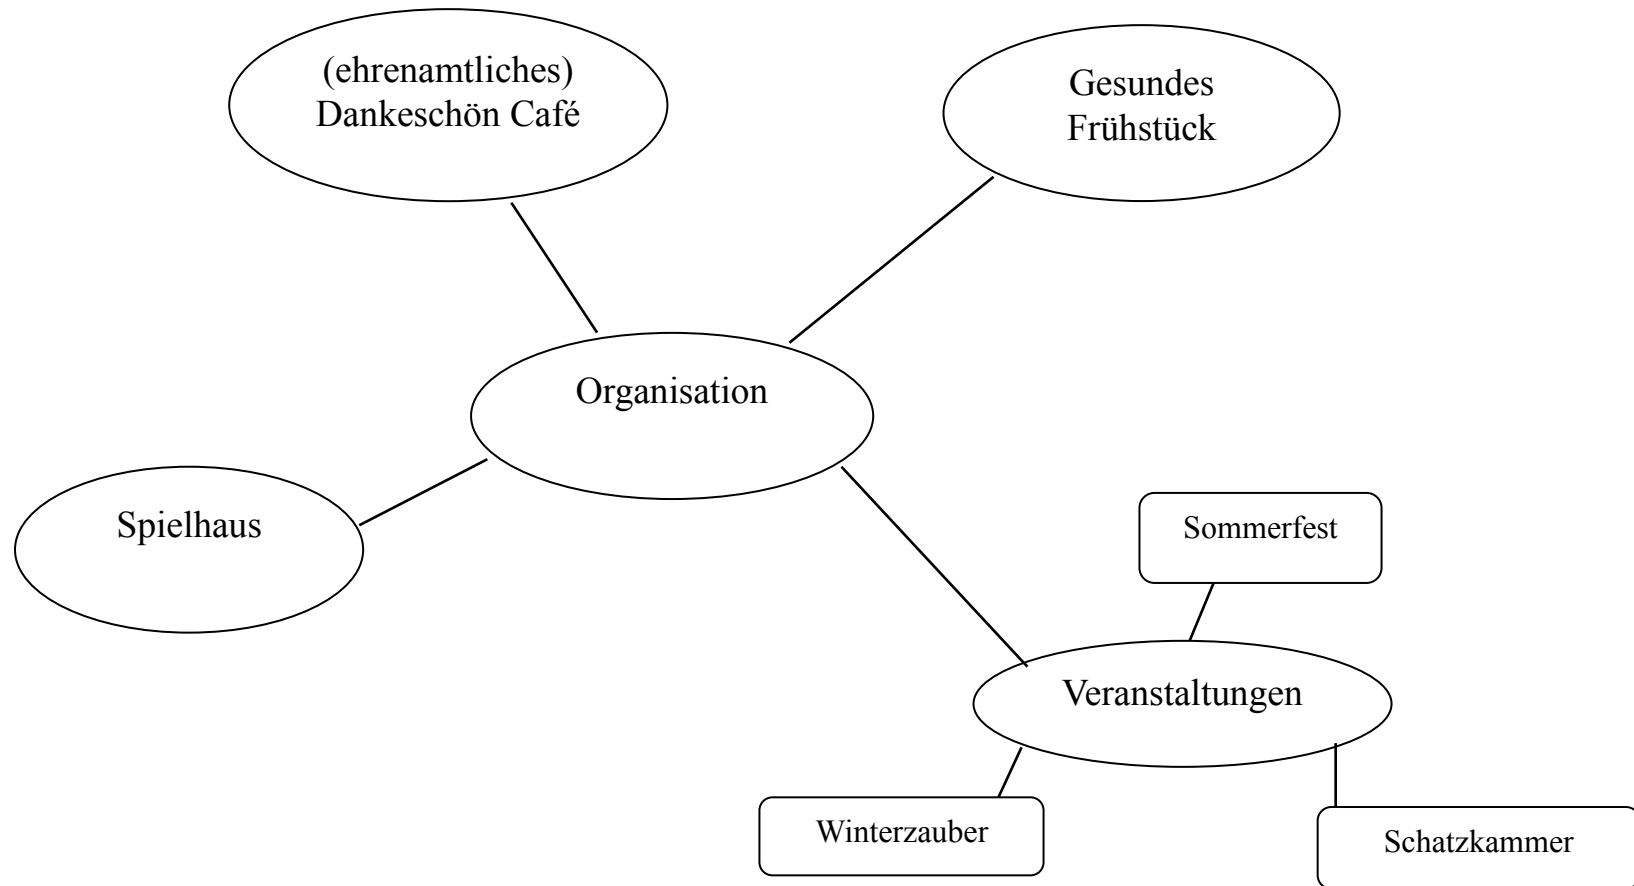 (ehrenamtliches)
Dankeschön Café
Gesundes
Frühstück
Organisation
Spielhaus
Sommerfest
Veranstaltungen
Winterzauber
Schatzkammer